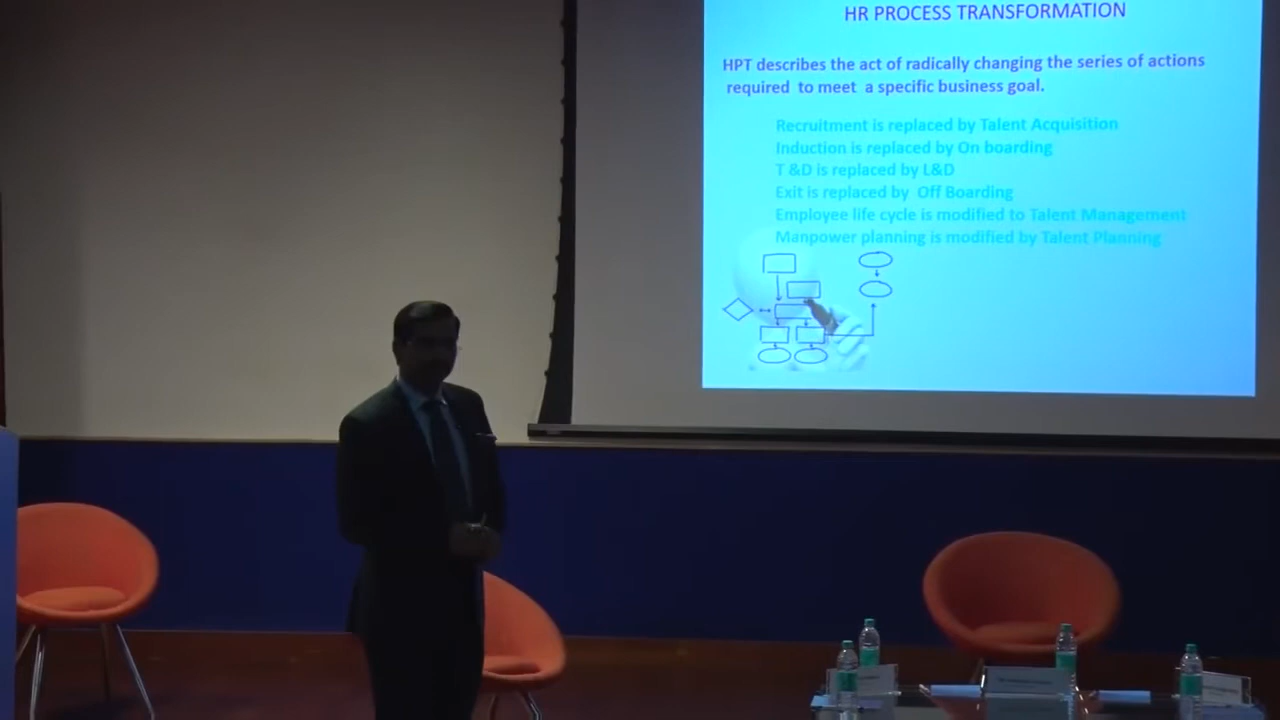 HR PROCESS TRANSFORMATION
HPT describes the act of radically changing the series of actions
required to meet a specific business goal.
Recruitment is replaced by Talent Acquisition
Induction is replaced by On boarding
T &D is replaced by L&D
Exit is replaced by Off Boarding
Employee life cycle is modified to Talent Management
Manpower planning is modified by Talent Planning